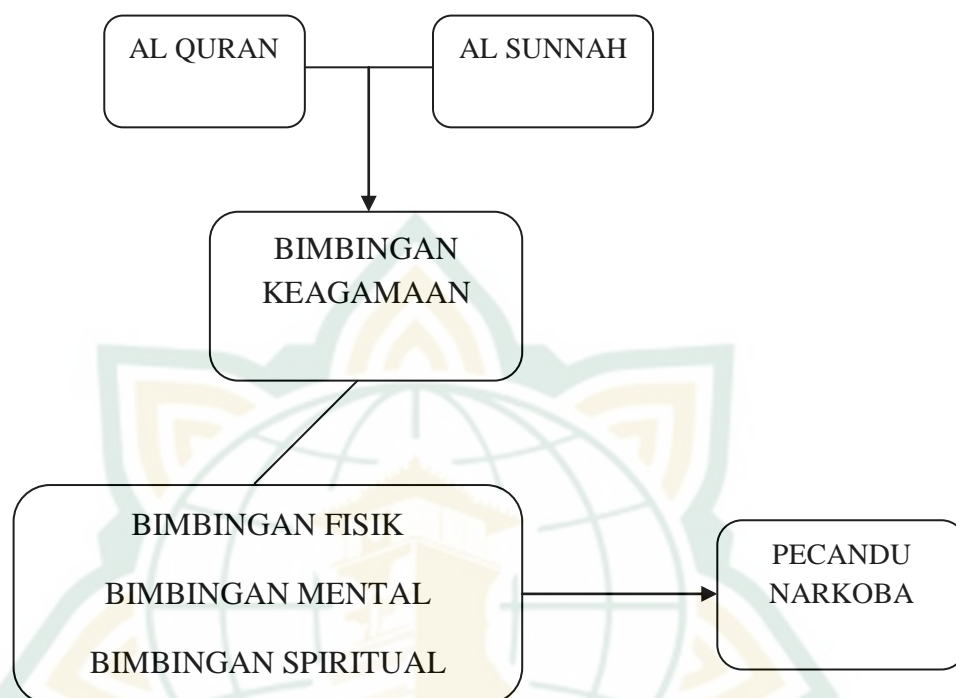 AL QURAN
AL SUNNAH
BIMBINGAN
KEAGAMAAN
BIMBINGAN FISIK
BIMBINGAN MENTAL
BIMBINGAN SPIRITUAL
PECANDU
NARKOBA